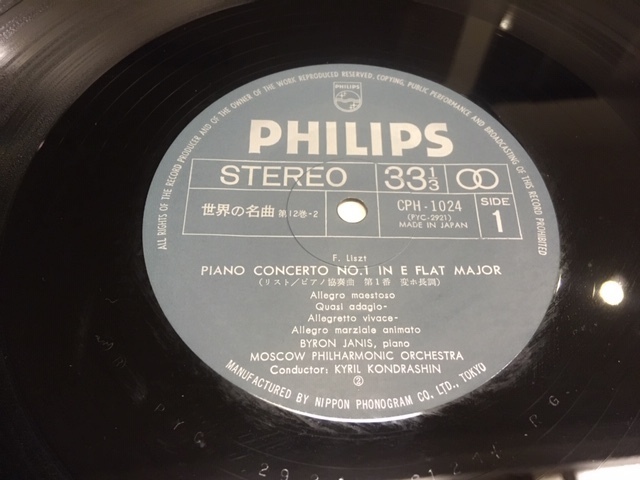 ALL RIGHTS OF THE RECORD PRODUCER AND OF THE OWNER OF THE WORK REPRODUCED RESERVED. COPYING, PUBLIC PERFORMANCE AND BROADCASTING OF THIS RECORD PROHIBITED
PHILIPS
PHILIPS
STEREO 33 1/3
世界の名曲 第12巻-2 CPH-1024 SIDE 1
(PYC-2921)
MADE IN JAPAN
F. Liszt
PIANO CONCERTO NO.1 IN E FLAT MAJOR
(リスト/ピアノ協奏曲 第1番 変ホ長調)
Allegro maestoso
Quasi adagio-
Allegretto vivace-
Allegro marziale animato
BYRON JANIS, piano
MOSCOW PHILHARMONIC ORCHESTRA
Conductor: KYRIL KONDRASHIN
②
MANUFACTURED BY NIPPON PHONOGRAM CO. LTD., TOKYO
P Y C